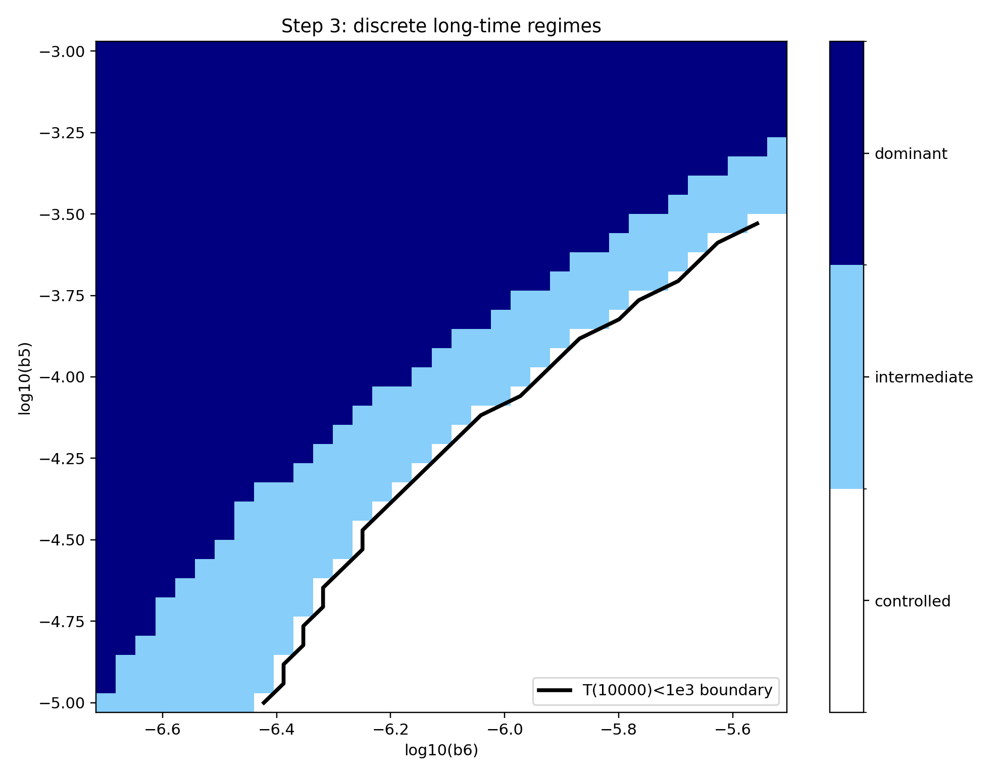 Step 3: discrete long-time regimes
−3.00
−3.25
−3.50
−3.75
−4.00
−4.25
−4.50
−4.75
−5.00
log10(b5)
−6.6
−6.4
−6.2
−6.0
−5.8
−5.6
log10(b6)
T(10000)<1e3 boundary
dominant
intermediate
controlled